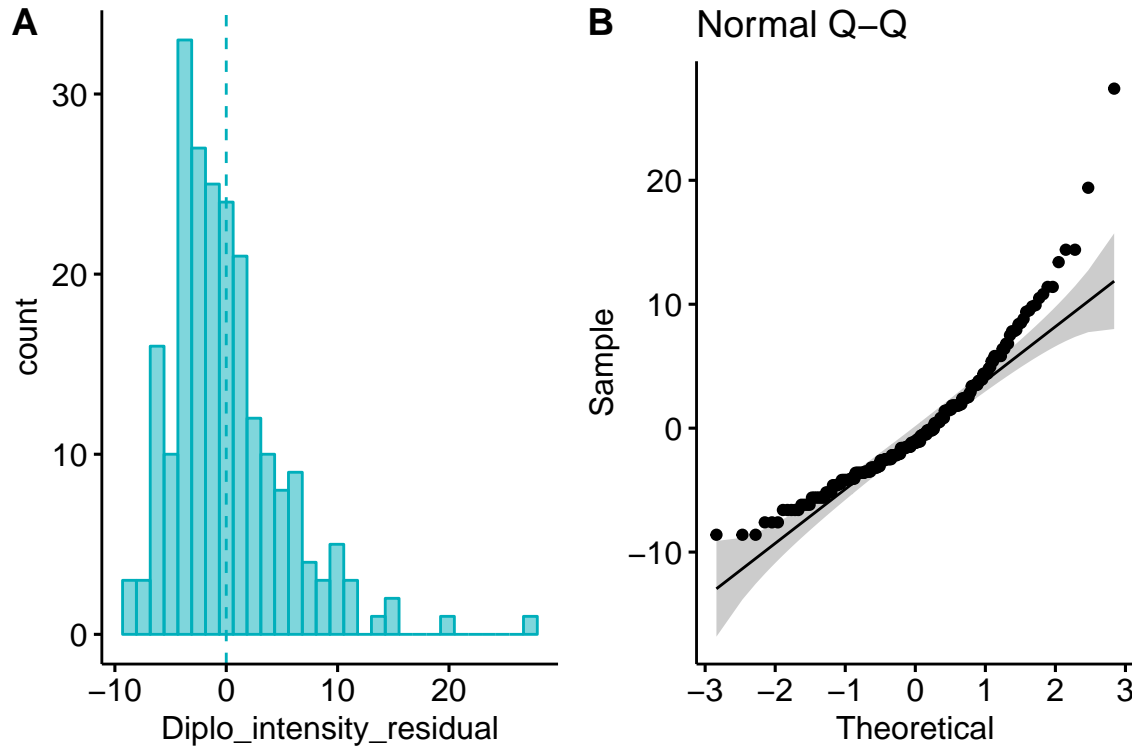 A
30
20
10
0
count
−10 0 10 20
Diplo_intensity_residual
B Normal Q−Q
20
10
0
−10
Sample
−3 −2 −1 0 1 2 3
Theoretical